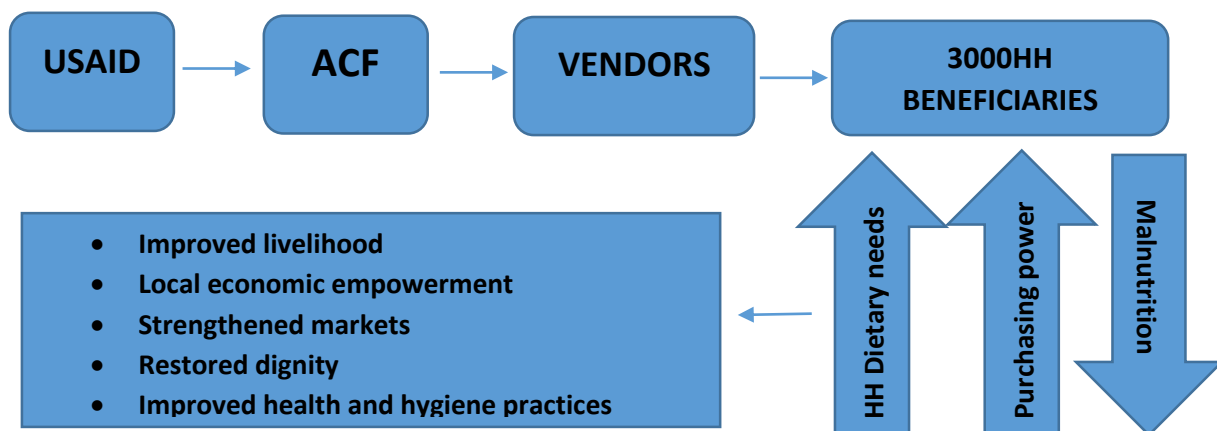 USAID
ACF
VENDORS
3000HH
BENEFICIARIES
• Improved livelihood
• Local economic empowerment
• Strengthened markets
• Restored dignity
• Improved health and hygiene practices
HH Dietary needs
Purchasing power
Malnutrition